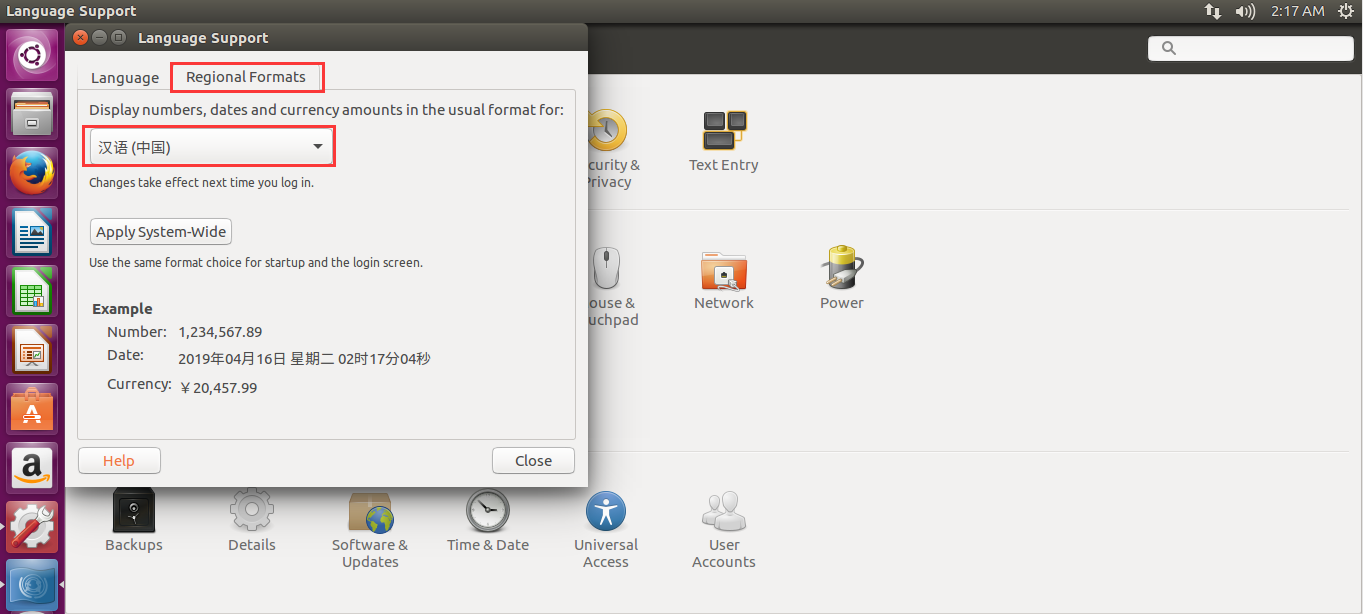 Language Support
2:17 AM
Language Support
Language
Regional Formats
Display numbers, dates and currency amounts in the usual format for:
汉语 (中国)
Changes take effect next time you log in.
Apply System-Wide
Use the same format choice for startup and the login screen.
Example
Number: 1,234,567.89
Date: 2019年04月16日 星期二 02时17分04秒
Currency: ￥20,457.99
Help
Close
curity &
Privacy
Text Entry
ouse &
uchpad
Network
Power
Backups
Details
Software &
Updates
Time & Date
Universal
Access
User
Accounts